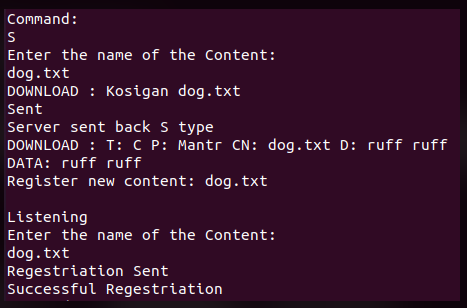 Command:
S
Enter the name of the Content:
dog.txt
DOWNLOAD : Kosigan dog.txt
Sent
Server sent back S type
DOWNLOAD : T: C P: Mantr CN: dog.txt D: ruff ruff
DATA: ruff ruff
Register new content: dog.txt
Listening
Enter the name of the Content:
dog.txt
Regestriation Sent
Successful Regestriation